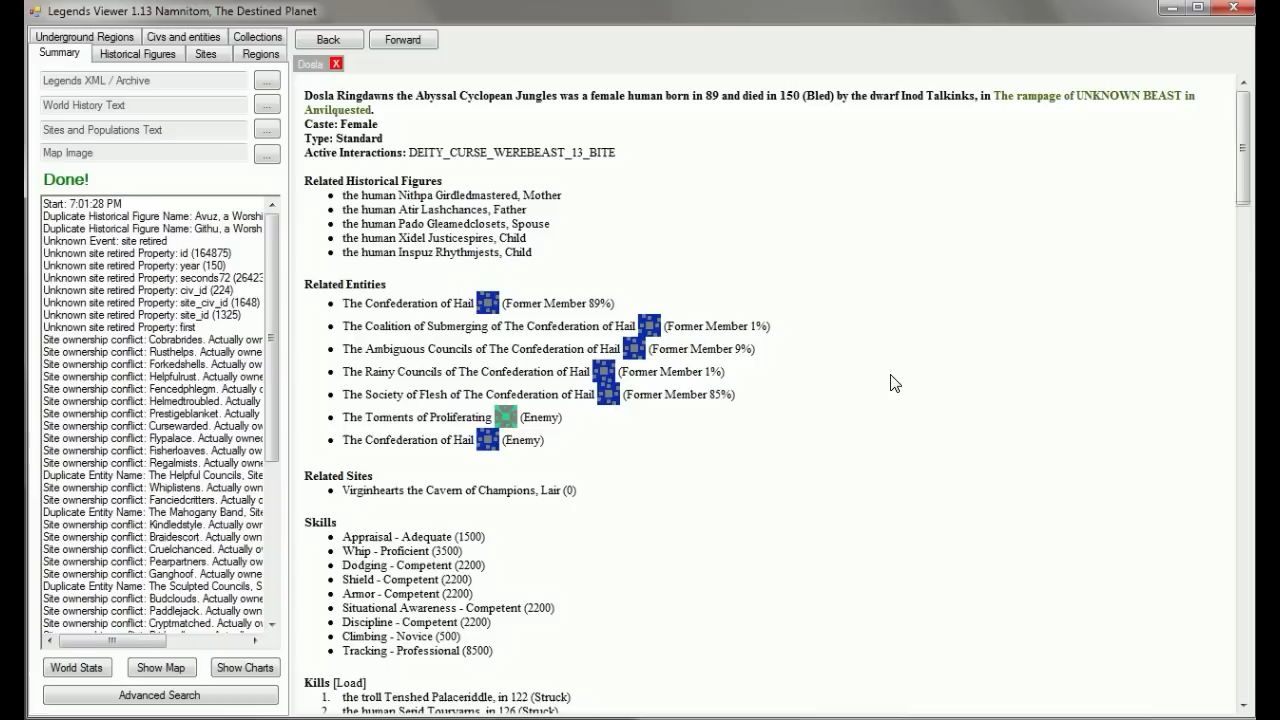 Legends Viewer 1.13 Namnitom, The Destined Planet
Underground Regions Civs and entities Collections
Summary Historical Figures Sites Regions
Back Forward
Dosla X
Legends XML / Archive ...
World History Text ...
Sites and Populations Text ...
Map Image ...
Done!
Start: 7:01:28 PM
Duplicate Historical Figure Name: Avuz, a Worshi
Duplicate Historical Figure Name: Githu, a Worsh
Unknown Event: site retired
Unknown site retired Property: id (164875)
Unknown site retired Property: year (150)
Unknown site retired Property: seconds72 (26423
Unknown site retired Property: civ_id (224)
Unknown site retired Property: site_civ_id (1648)
Unknown site retired Property: site_id (1325)
Unknown site retired Property: first
Site ownership conflict: Cobrabrides. Actually own
Site ownership conflict: Rusthelps. Actually owne
Site ownership conflict: Forkedshells. Actually ow
Site ownership conflict: Helpfulrust. Actually own
Site ownership conflict: Fencedphlegm. Actually
Site ownership conflict: Helmedtroubled. Actually
Site ownership conflict: Prestigeblanket. Actually
Site ownership conflict: Cursewarded. Actually ow
Site ownership conflict: Flypalace. Actually owned
Site ownership conflict: Fisherloaves. Actually ow
Site ownership conflict: Regalmists. Actually own
Duplicate Entity Name: The Helpful Councils, Site
Site ownership conflict: Whiplistens. Actually own
Site ownership conflict: Fanciedcritters. Actually o
Duplicate Entity Name: The Mahogany Band, Site
Site ownership conflict: Kindledstyle. Actually own
Site ownership conflict: Braidescort. Actually owne
Site ownership conflict: Cruelchanced. Actually ow
Site ownership conflict: Pearpartners. Actually ow
Site ownership conflict: Ganghoof. Actually owne
Duplicate Entity Name: The Sculpted Councils, S
Site ownership conflict: Budclouds. Actually owne
Site ownership conflict: Paddlejack. Actually owne
Site ownership conflict: Cryptmatched. Actually ow
World Stats Show Map Show Charts
Advanced Search
Dosla Ringdawns the Abyssal Cyclopean Jungles was a female human born in 89 and died in 150 (Bled) by the dwarf Inod Talkinks, in The rampage of UNKNOWN BEAST in
Anvilquested.
Caste: Female
Type: Standard
Active Interactions: DEITY_CURSE_WEREBEAST_13_BITE
Related Historical Figures
• the human Nithpa Girdledmastered, Mother
• the human Atir Lashchances, Father
• the human Pado Gleamedclosets, Spouse
• the human Xidel Justicespires, Child
• the human Inspuz Rhythmjests, Child
Related Entities
• The Confederation of Hail (Former Member 89%)
• The Coalition of Submerging of The Confederation of Hail (Former Member 1%)
• The Ambiguous Councils of The Confederation of Hail (Former Member 9%)
• The Rainy Councils of The Confederation of Hail (Former Member 1%)
• The Society of Flesh of The Confederation of Hail (Former Member 85%)
• The Torments of Proliferating (Enemy)
• The Confederation of Hail (Enemy)
Related Sites
• Virginhearts the Cavern of Champions, Lair (0)
Skills
• Appraisal - Adequate (1500)
• Whip - Proficient (3500)
• Dodging - Competent (2200)
• Shield - Competent (2200)
• Armor - Competent (2200)
• Situational Awareness - Competent (2200)
• Discipline - Competent (2200)
• Climbing - Novice (500)
• Tracking - Professional (8500)
Kills [Load]
1. the troll Tenshed Palaceriddle, in 122 (Struck)
2. the human Serid Tourvarns, in 126 (Struck)